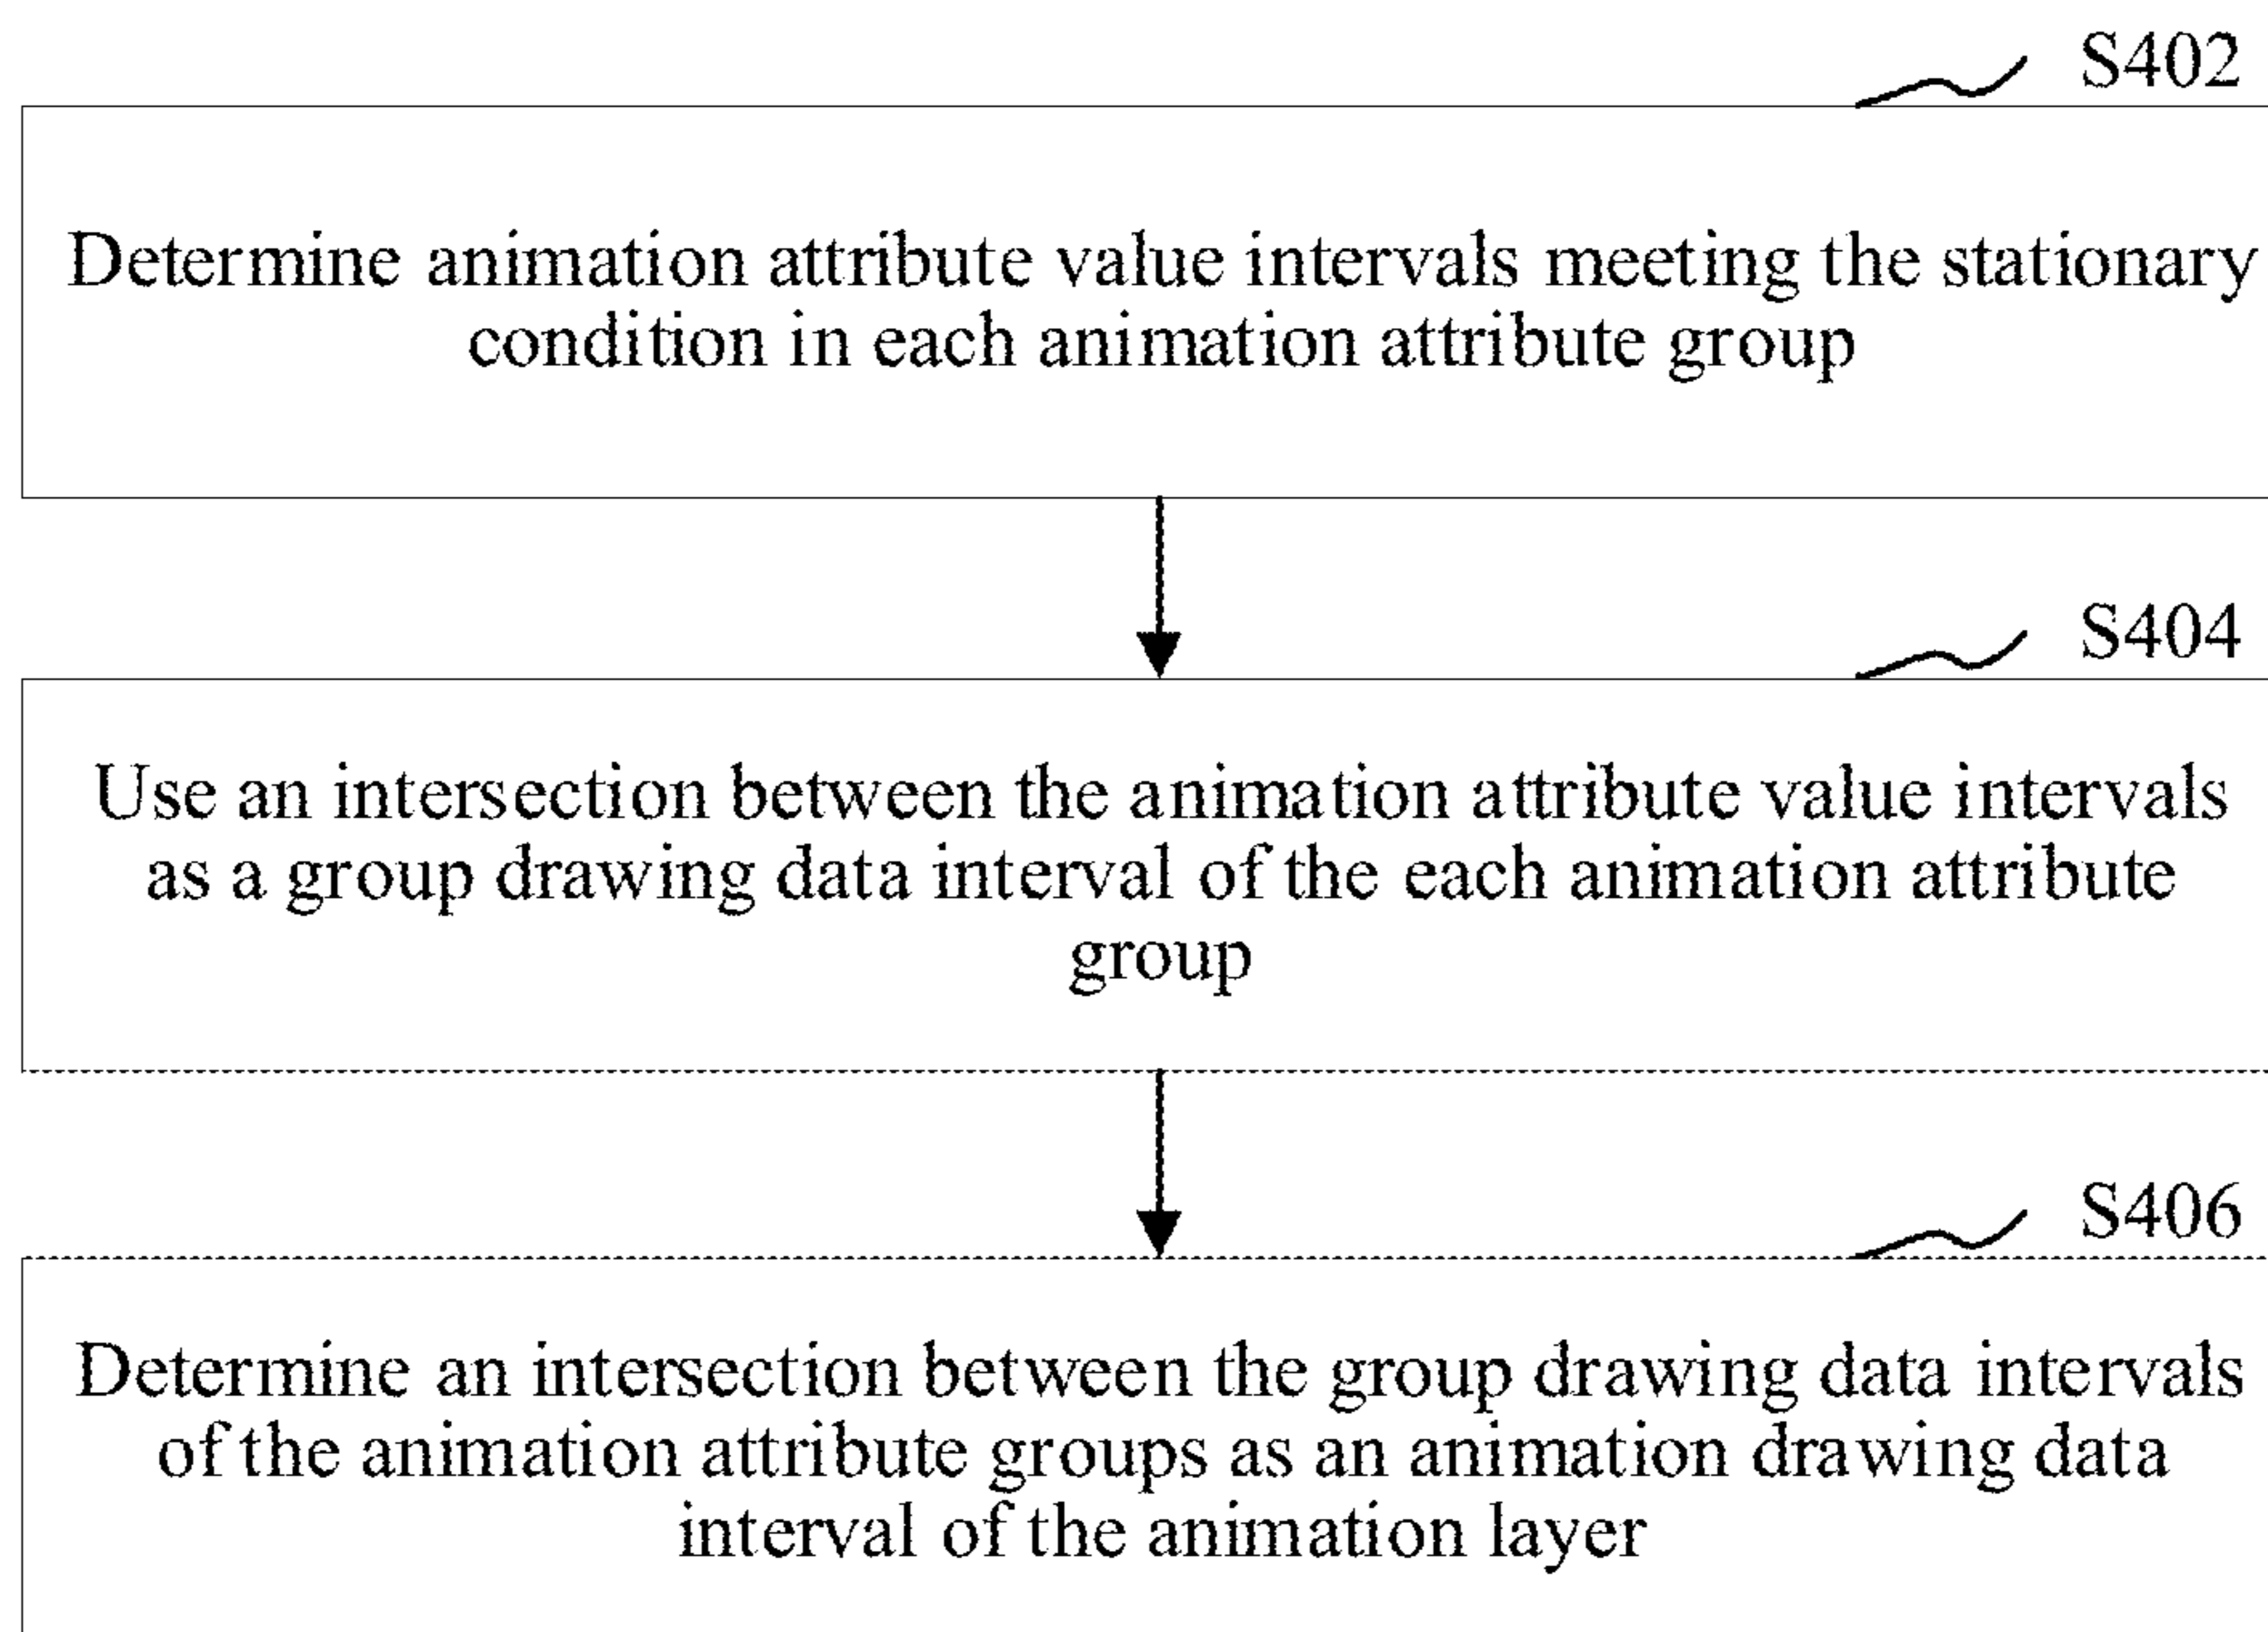 S402
Determine animation attribute value intervals meeting the stationary
condition in each animation attribute group
S404
Use an intersection between the animation attribute value intervals
as a group drawing data interval of the each animation attribute
group
S406
Determine an intersection between the group drawing data intervals
of the animation attribute groups as an animation drawing data
interval of the animation layer